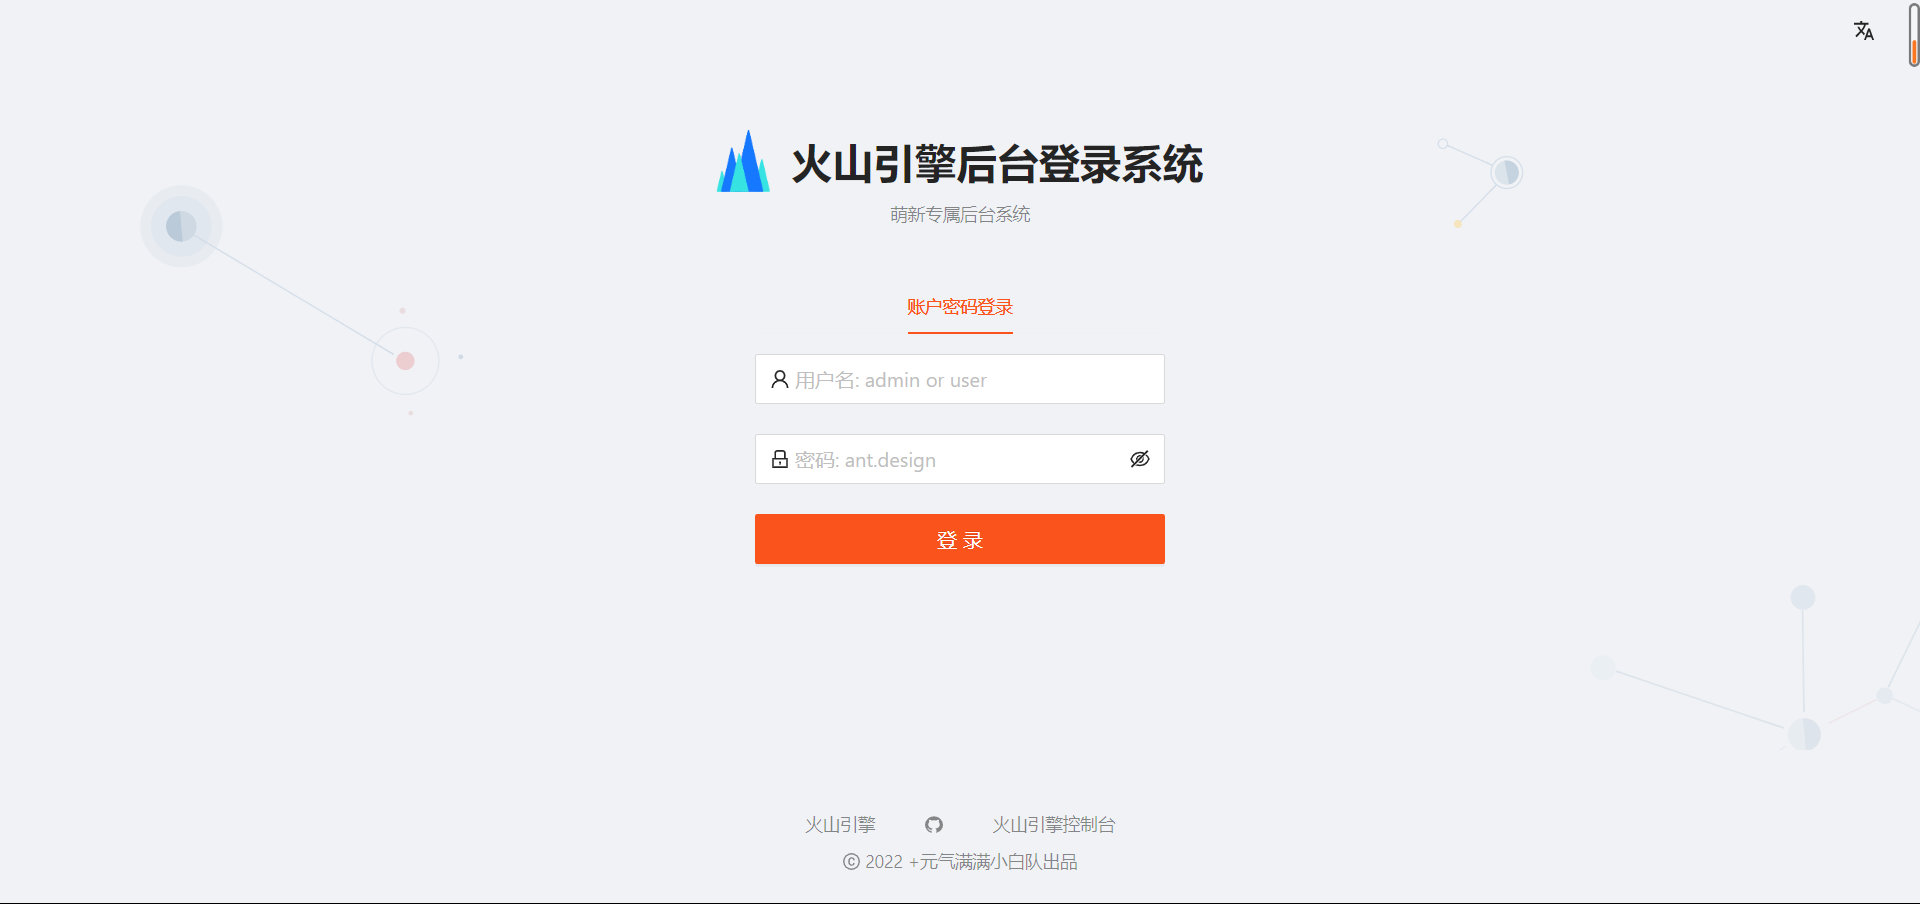 火山引擎后台登录系统
萌新专属后台系统
账户密码登录
用户名: admin or user
密码: ant.design
登 录
火山引擎 火山引擎控制台
© 2022 +元气满满小白队出品